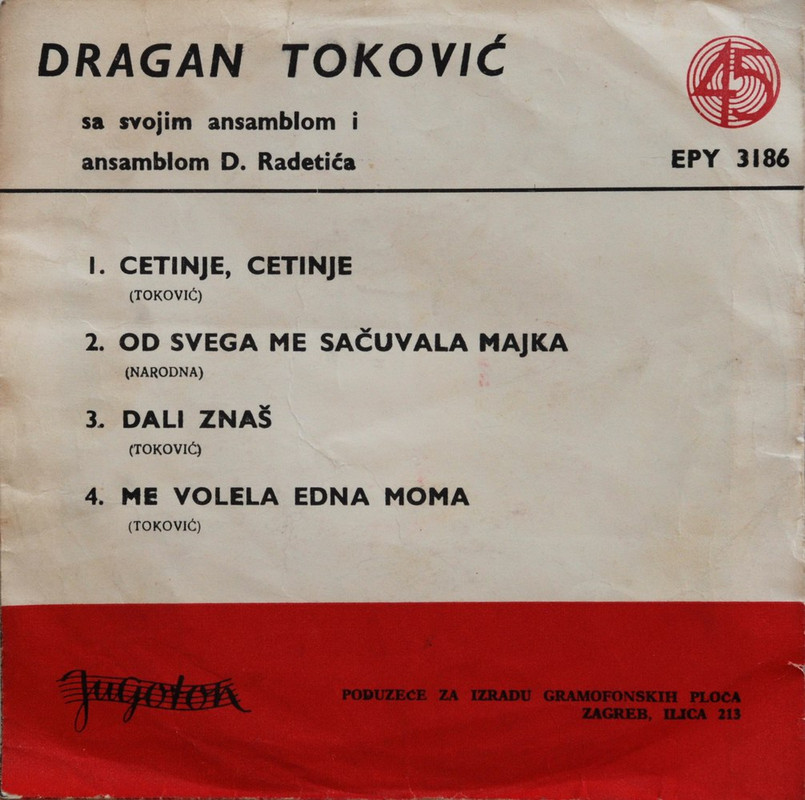 DRAGAN TOKOVIĆ
45
sa svojim ansamblom i
ansamblom D. Radetića
EPY 3186
1. CETINJE, CETINJE
(TOKOVIĆ)
2. OD SVEGA ME SAČUVALA MAJKA
(NARODNA)
3. DALI ZNAŠ
(TOKOVIĆ)
4. ME VOLELA EDNA MOMA
(TOKOVIĆ)
Jugoton
PODUZEĆE ZA IZRADU GRAMOFONSKIH PLOČA
ZAGREB, ILICA 213